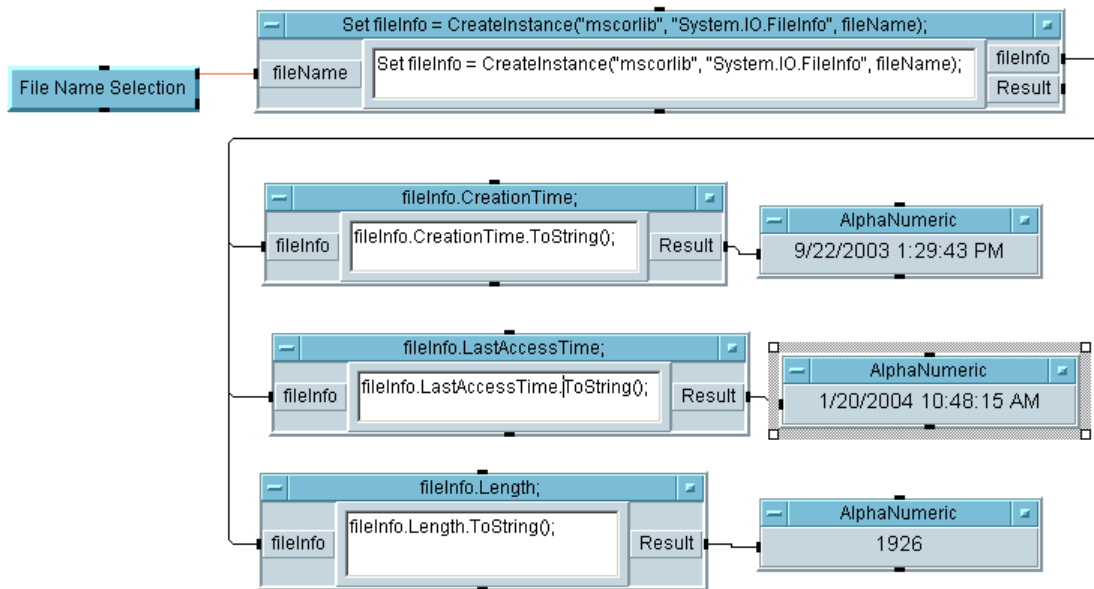 Set fileInfo = CreateInstance("mscorlib", "System.IO.FileInfo", fileName);
File Name Selection
fileName
Set fileInfo = CreateInstance("mscorlib", "System.IO.FileInfo", fileName);
fileInfo
Result
fileInfo.CreationTime;
fileInfo
fileInfo.CreationTime.ToString();
Result
AlphaNumeric
9/22/2003 1:29:43 PM
fileInfo.LastAccessTime;
fileInfo
fileInfo.LastAccessTime.ToString();
Result
AlphaNumeric
1/20/2004 10:48:15 AM
fileInfo.Length;
fileInfo
fileInfo.Length.ToString();
Result
AlphaNumeric
1926